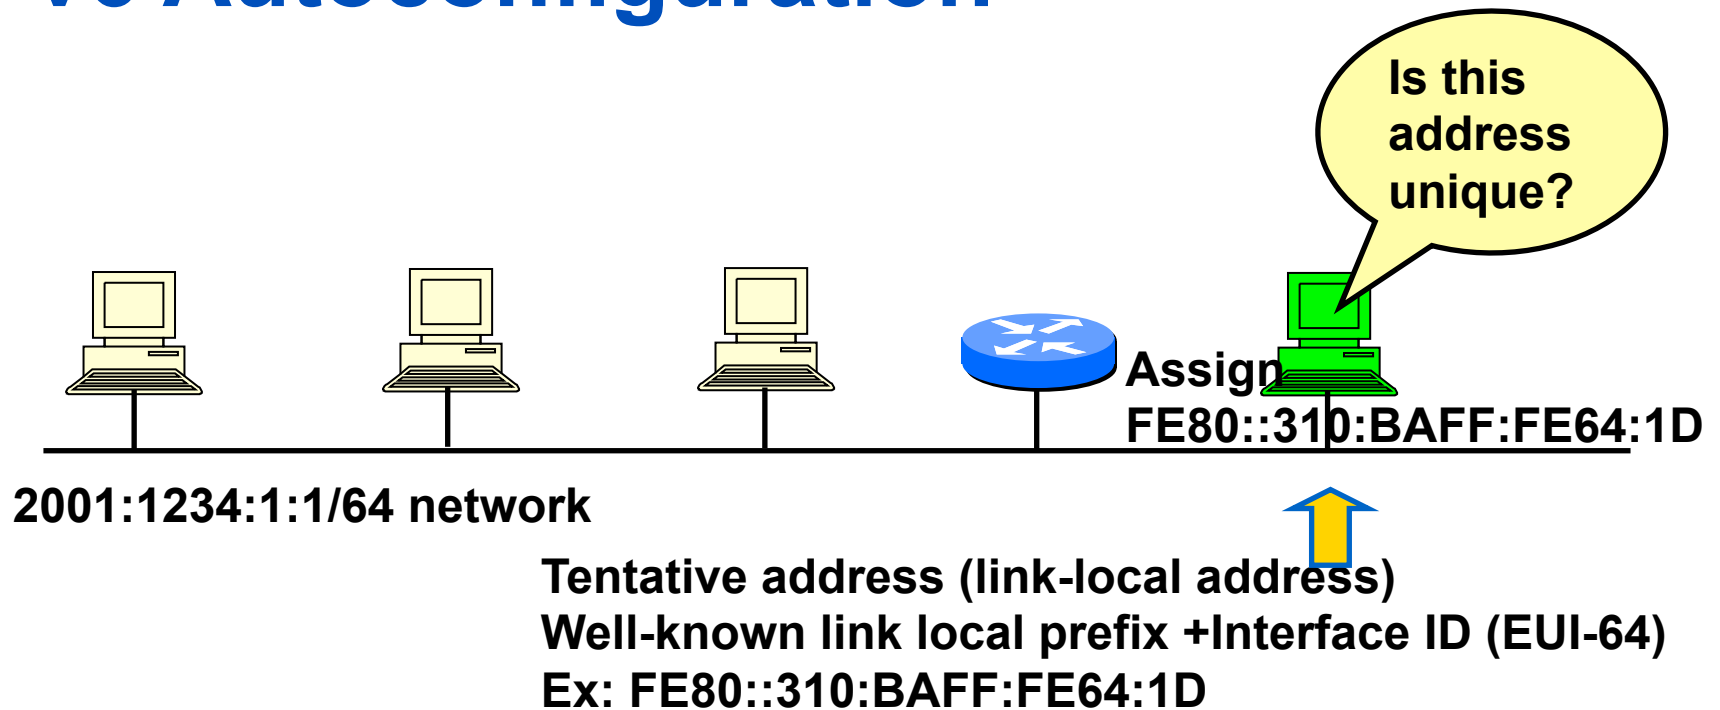 Autoconfiguration
Is this
address
unique?
Assign
FE80::310:BAFF:FE64:1D
2001:1234:1:1/64 network
Tentative address (link-local address)
Well-known link local prefix +Interface ID (EUI-64)
Ex: FE80::310:BAFF:FE64:1D